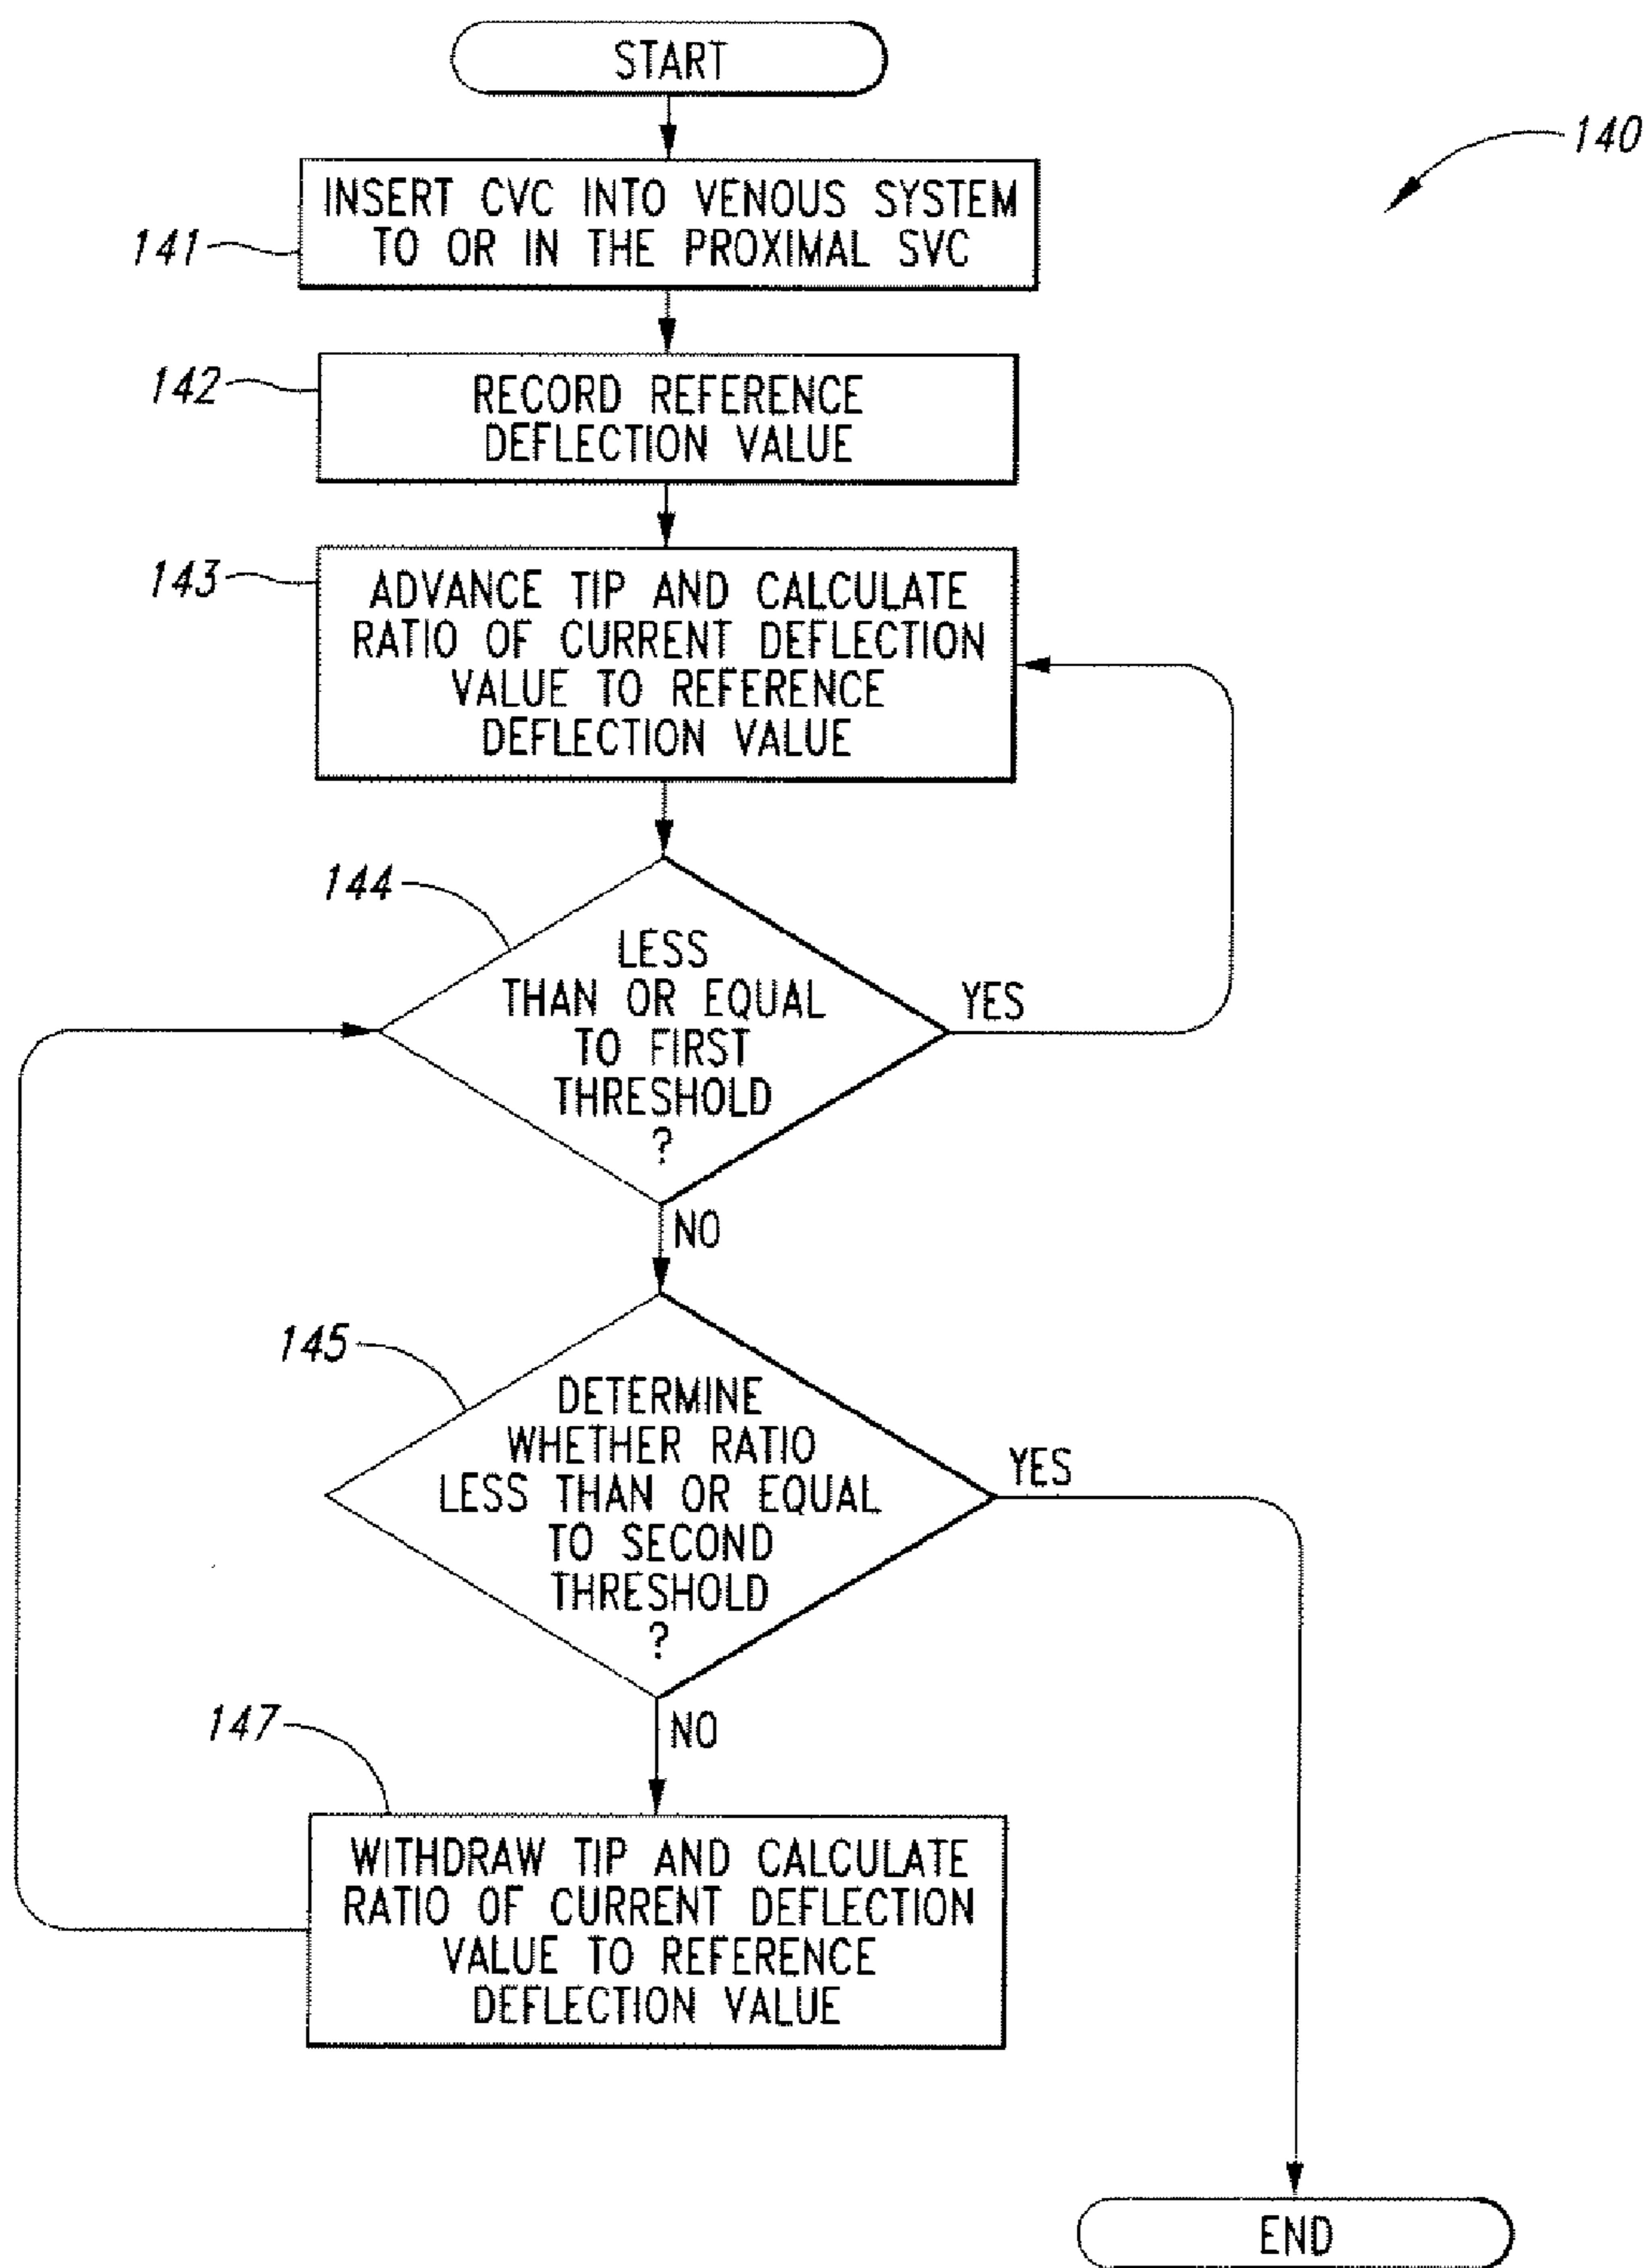 START
140
INSERT CVC INTO VENOUS SYSTEM
TO OR IN THE PROXIMAL SVC
141
142
RECORD REFERENCE
DEFLECTION VALUE
143
ADVANCE TIP AND CALCULATE
RATIO OF CURRENT DEFLECTION
VALUE TO REFERENCE
DEFLECTION VALUE
144
LESS
THAN OR EQUAL
TO FIRST
THRESHOLD
?
YES
NO
145
DETERMINE
WHETHER RATIO
LESS THAN OR EQUAL
TO SECOND
THRESHOLD
?
YES
NO
147
WITHDRAW TIP AND CALCULATE
RATIO OF CURRENT DEFLECTION
VALUE TO REFERENCE
DEFLECTION VALUE
END